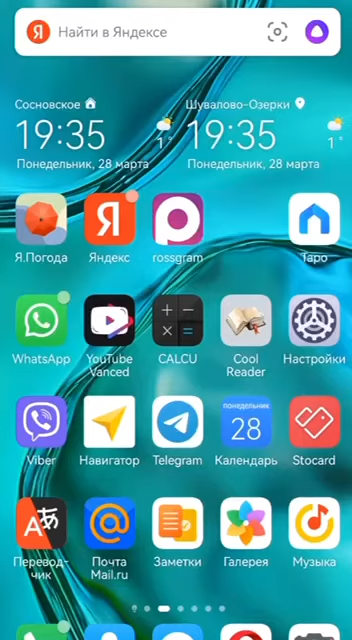 Я Найти в Яндексе
Сосновское Шувалово-Озерки
19:35 1° 19:35 1°
Понедельник, 28 марта Понедельник, 28 марта
Я
Я.Погода Яндекс rossgram Таро
WhatsApp YouTube Vanced CALCU Cool Reader Настройки
понедельник
28
Viber Навигатор Telegram Календарь Stocard
A あ
Перевод-чик Почта Mail.ru Заметки Галерея Музыка